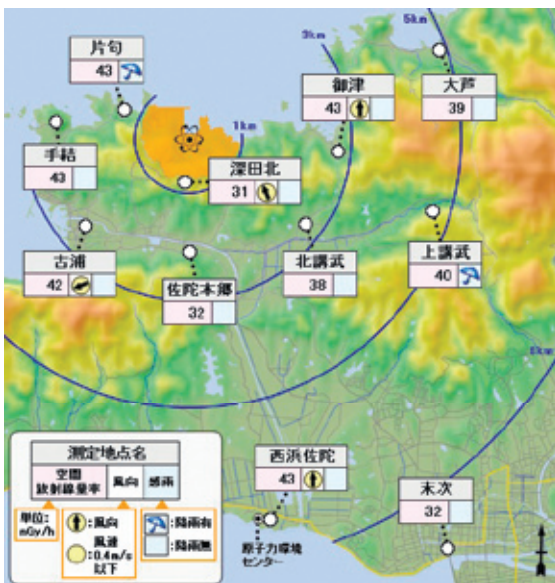 片句
43
3km
5km
御津
43
大芦
39
手結
43
1km
深田北
31
古浦
42
佐陀本郷
32
北講武
38
上講武
40
8km
測定地点名
空間
放射線量率
風向
感雨
単位:
nGy/h
:風向
風速
:0.4m/s
以下
:降雨有
:降雨無
西浜佐陀
43
原子力環境
センター
末次
32